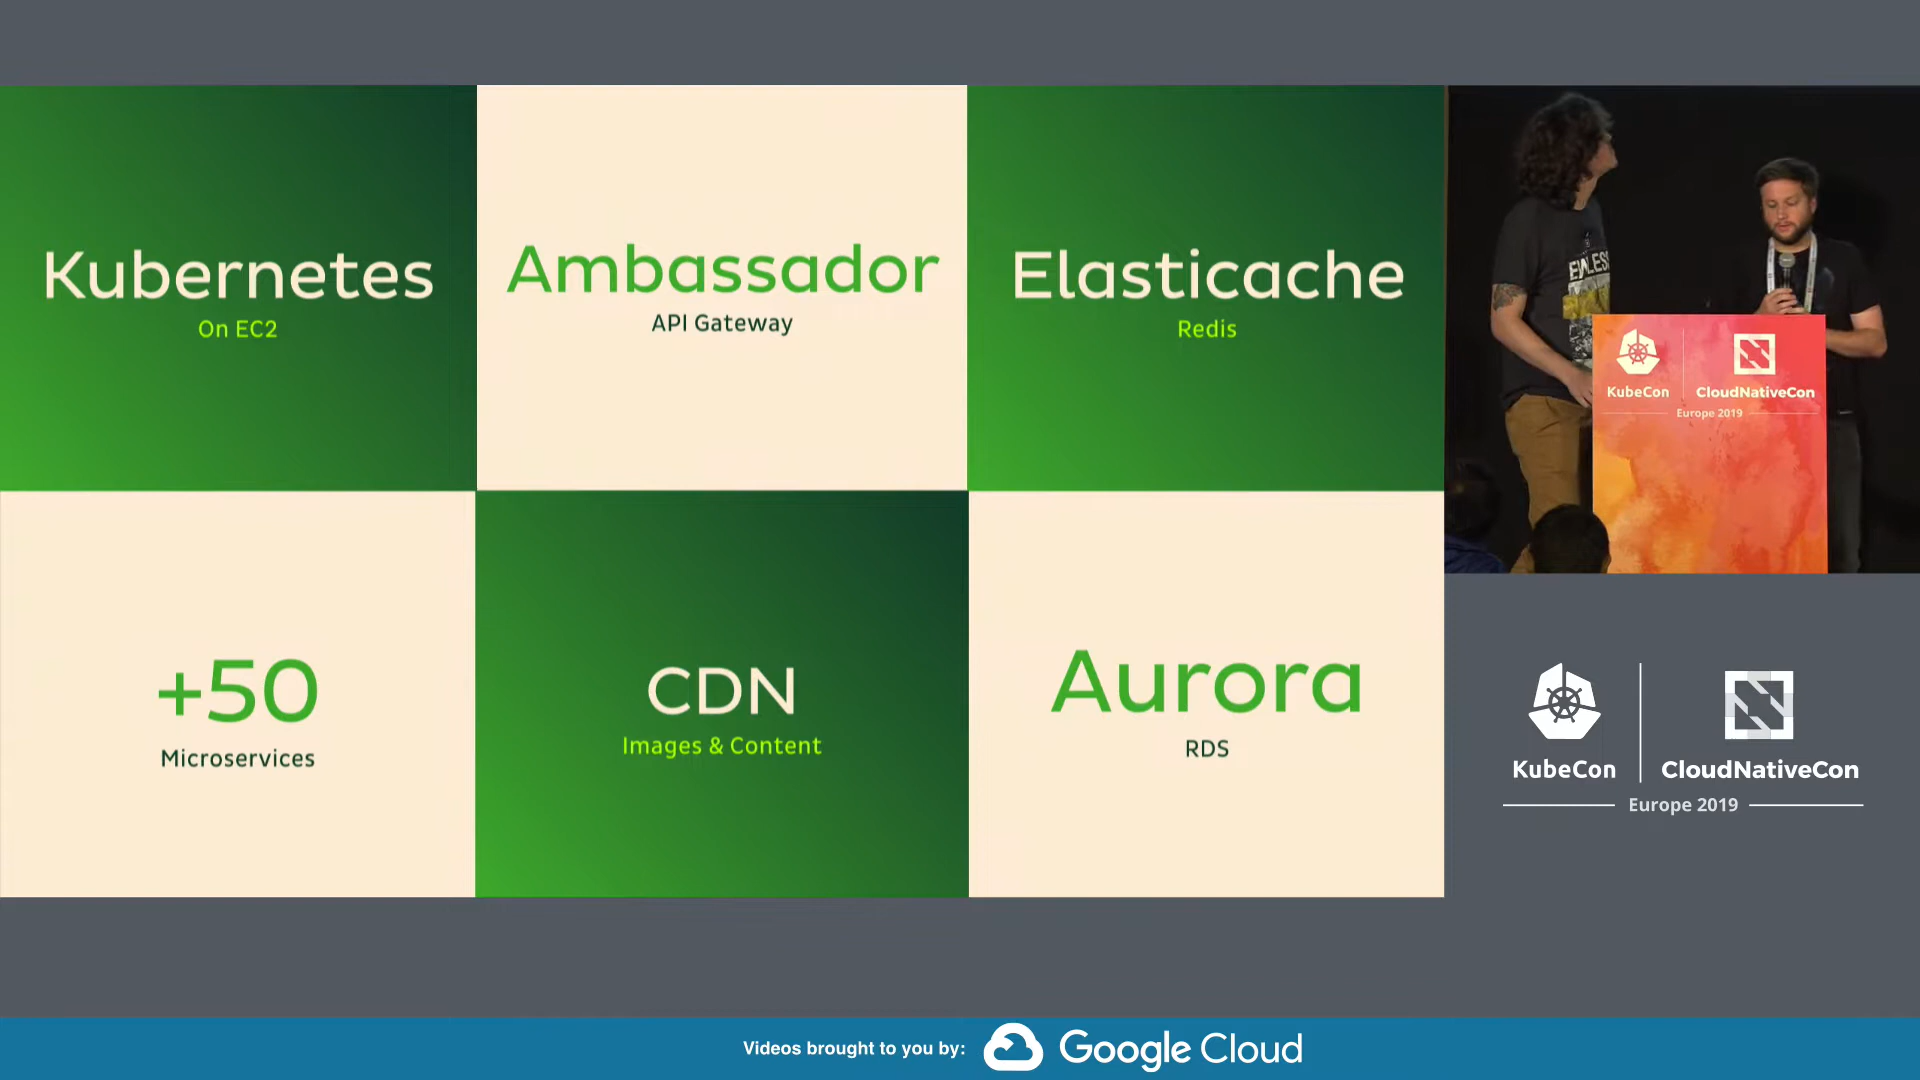 Kubernetes
On EC2
Ambassador
API Gateway
Elasticache
Redis
+50
Microservices
CDN
Images & Content
Aurora
RDS
KubeCon
CloudNativeCon
Europe 2019
KubeCon
CloudNativeCon
Europe 2019
Videos brought to you by:
Google Cloud